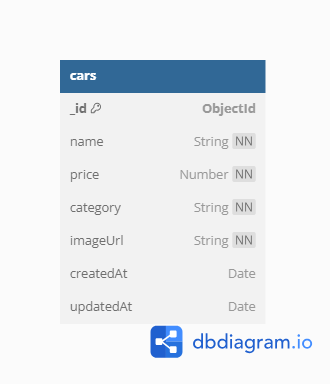 cars
_id ObjectId
name String NN
price Number NN
category String NN
imageUrl String NN
createdAt Date
updatedAt Date
dbdiagram.io